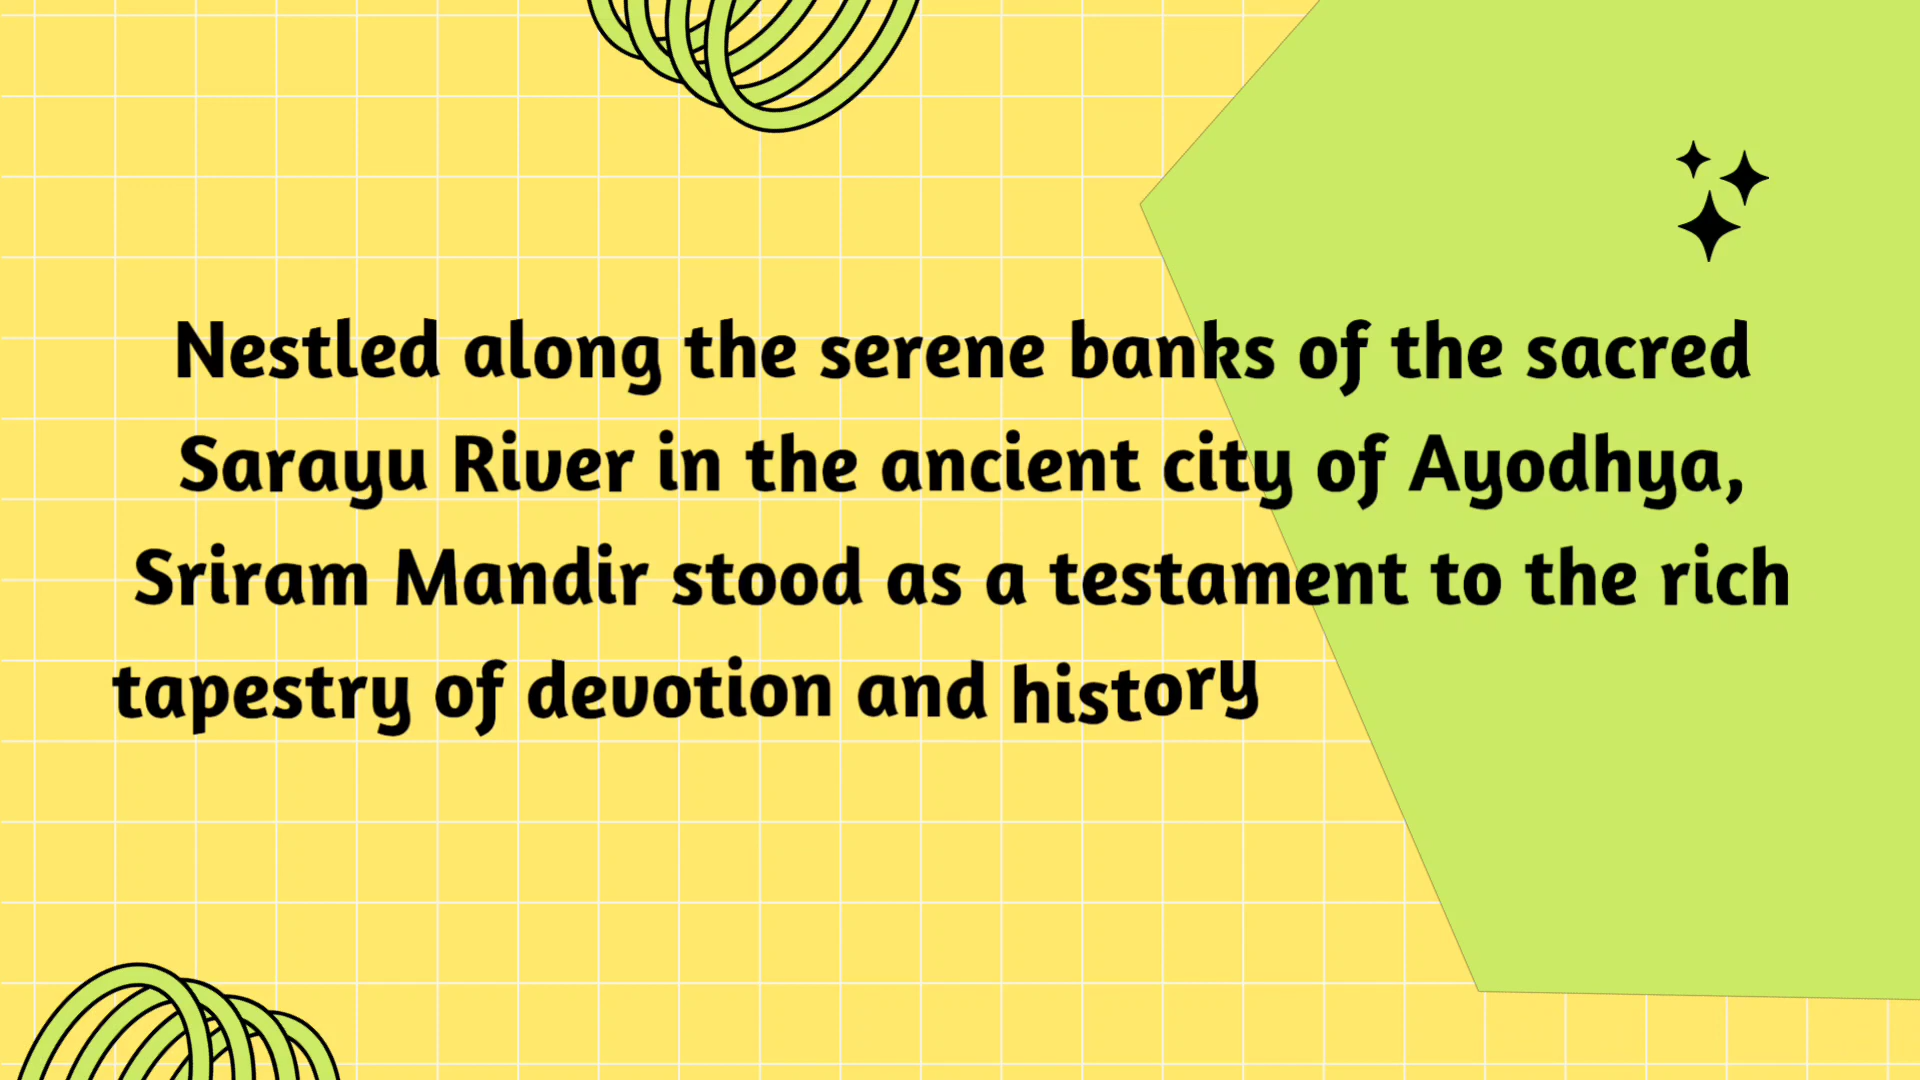 Nestled along the serene banks of the sacred
Sarayu River in the ancient city of Ayodhya,
Sriram Mandir stood as a testament to the rich
tapestry of devotion and history